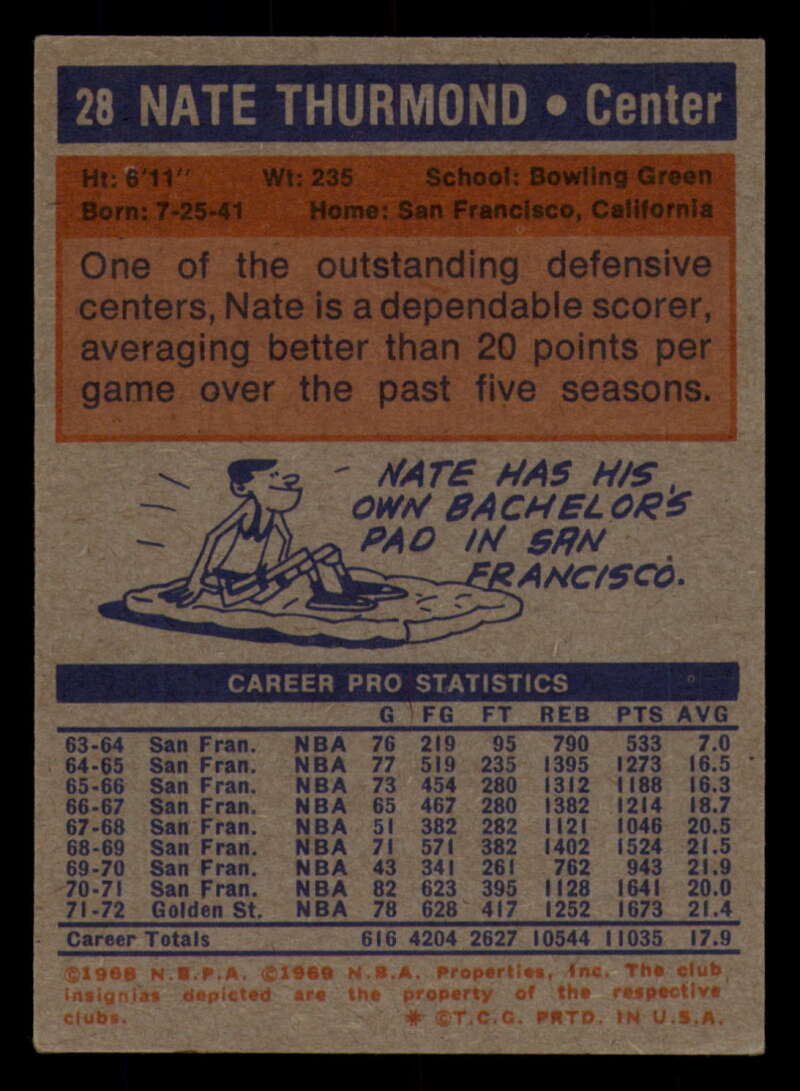 28 NATE THURMOND • Center
Ht: 6'11" Wt: 235 School: Bowling Green
Born: 7-25-41 Home: San Francisco, California
One of the outstanding defensive
centers, Nate is a dependable scorer,
averaging better than 20 points per
game over the past five seasons.
NATE HAS HIS
OWN BACHELOR'S
PAD IN SAN
FRANCISCO.
CAREER PRO STATISTICS
G FG FT REB PTS AVG
63-64 San Fran. NBA 76 219 95 790 533 7.0
64-65 San Fran. NBA 77 519 235 1395 1273 16.5
65-66 San Fran. NBA 73 454 280 1312 1188 16.3
66-67 San Fran. NBA 65 467 280 1382 1214 18.7
67-68 San Fran. NBA 51 382 282 1121 1046 20.5
68-69 San Fran. NBA 71 571 382 1402 1524 21.5
69-70 San Fran. NBA 43 341 261 762 943 21.9
70-71 San Fran. NBA 82 623 395 1128 1641 20.0
71-72 Golden St. NBA 78 628 417 1252 1673 21.4
Career Totals 616 4204 2627 10544 11035 17.9
©1968 N.B.P.A. ©1969 N.B.A. Properties, Inc. The club
insignias depicted are the property of the respective
clubs. * ©T.C.G. PRTD. IN U.S.A.